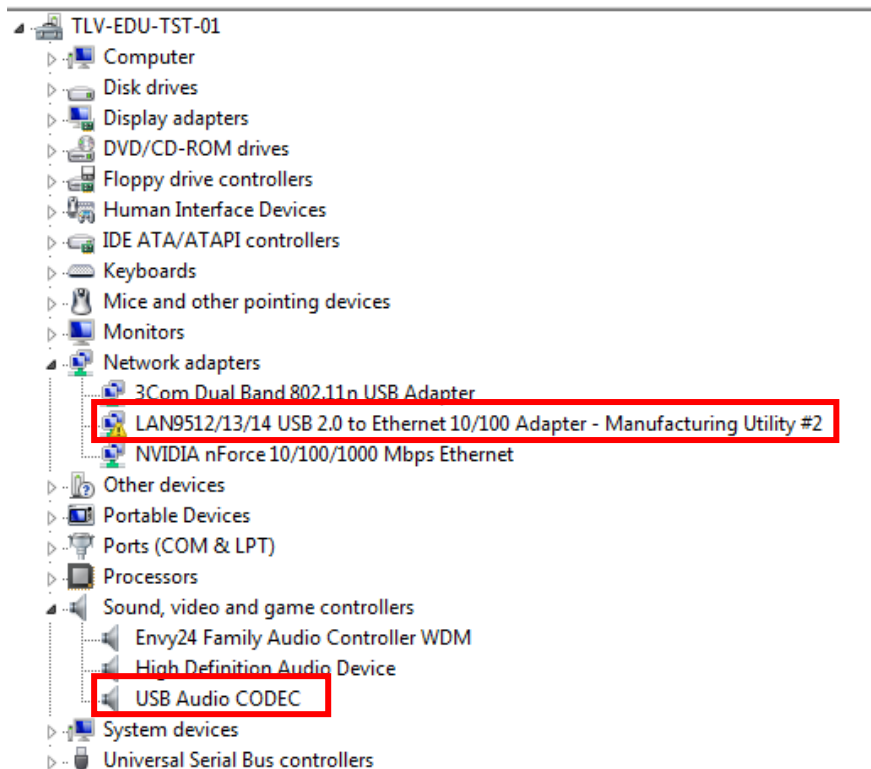 TLV-EDU-TST-01
Computer
Disk drives
Display adapters
DVD/CD-ROM drives
Floppy drive controllers
Human Interface Devices
IDE ATA/ATAPI controllers
Keyboards
Mice and other pointing devices
Monitors
Network adapters
3Com Dual Band 802.11n USB Adapter
LAN9512/13/14 USB 2.0 to Ethernet 10/100 Adapter - Manufacturing Utility #2
NVIDIA nForce 10/100/1000 Mbps Ethernet
Other devices
Portable Devices
Ports (COM & LPT)
Processors
Sound, video and game controllers
Envy24 Family Audio Controller WDM
High Definition Audio Device
USB Audio CODEC
System devices
Universal Serial Bus controllers